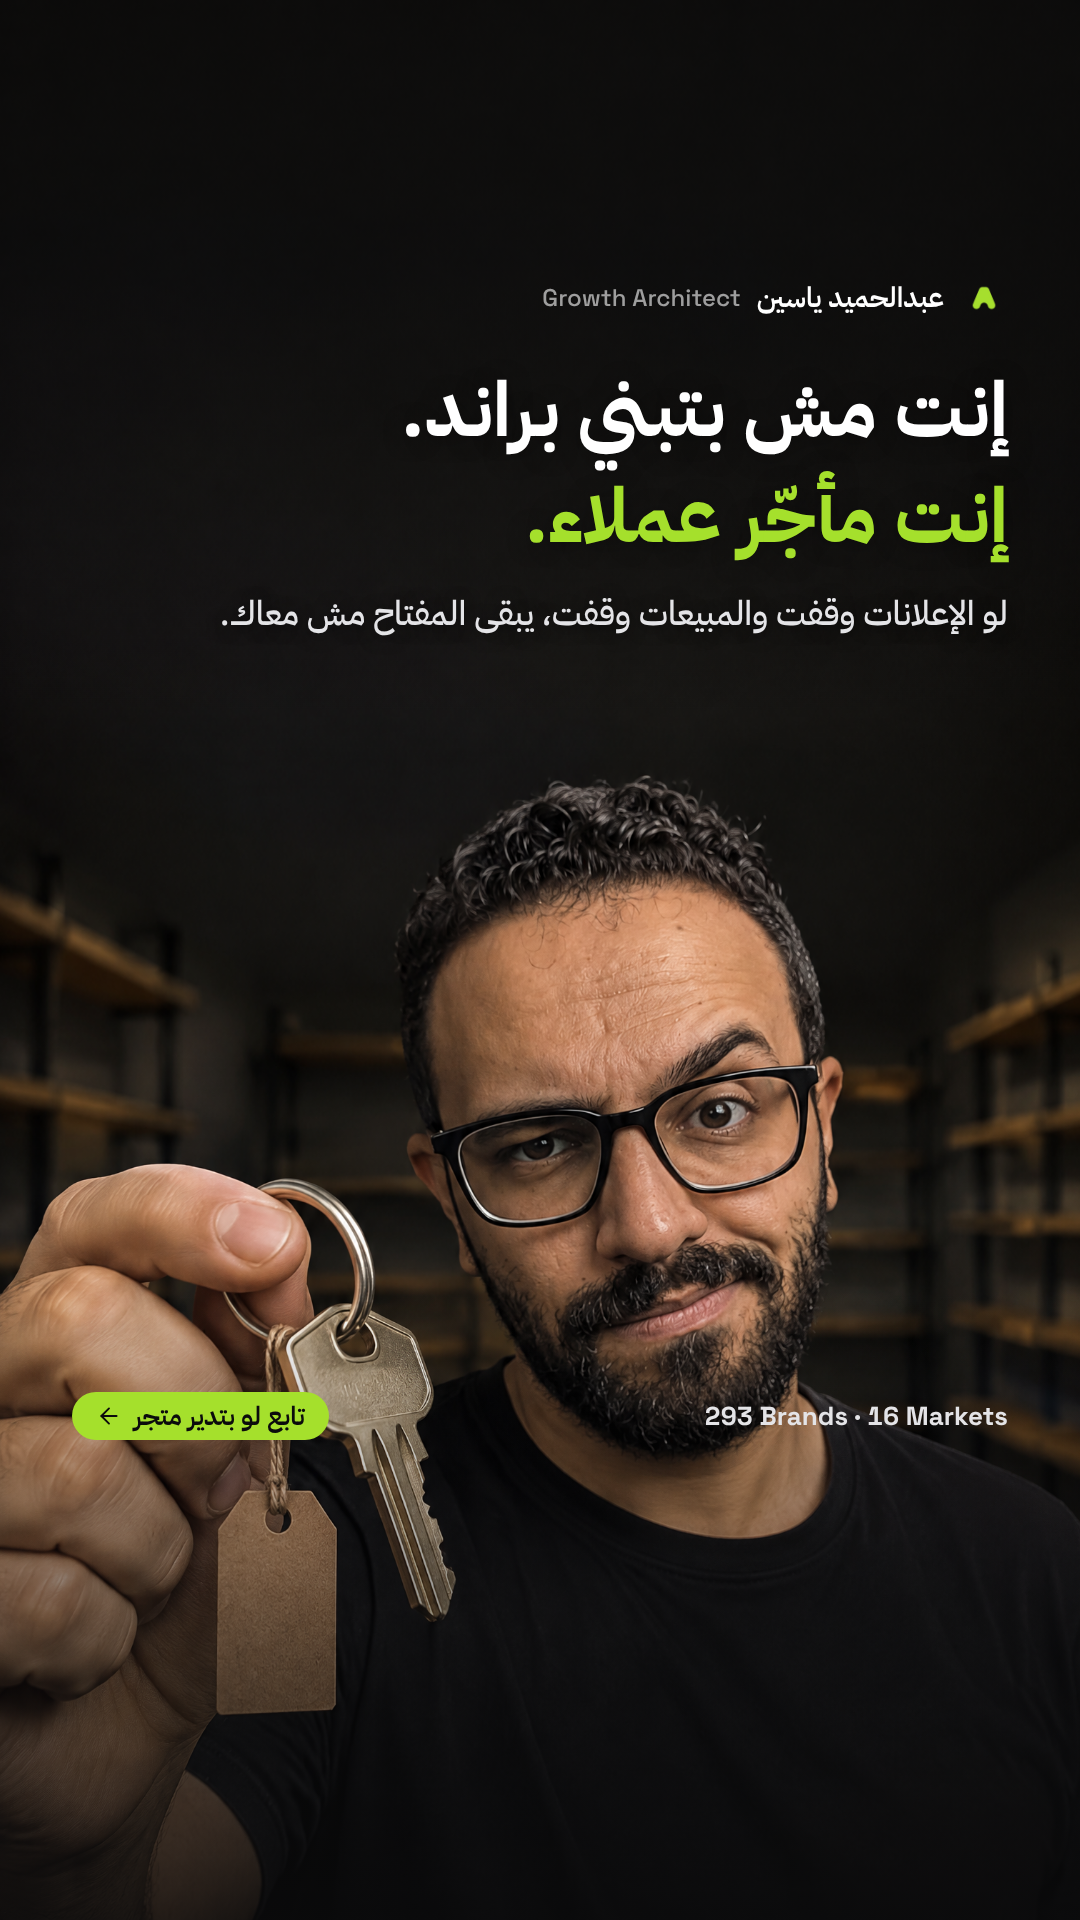 عبدالحميد ياسين Growth Architect
إنت مش بتبني براند.
إنت مأجّر عملاء.
لو الإعلانات وقفت والمبيعات وقفت، يبقى المفتاح مش معاك.
293 Brands · 16 Markets
تابع لو بتدير متجر ←